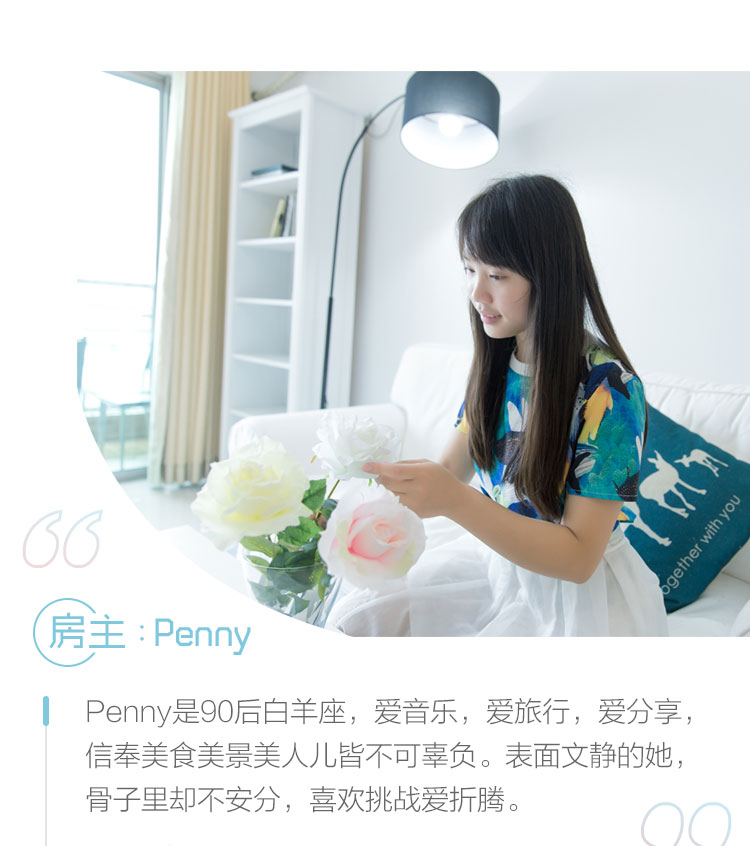 together with you
房主：Penny
Penny是90后白羊座，爱音乐，爱旅行，爱分享，
信奉美食美景美人儿皆不可辜负。表面文静的她，
骨子里却不安分，喜欢挑战爱折腾。